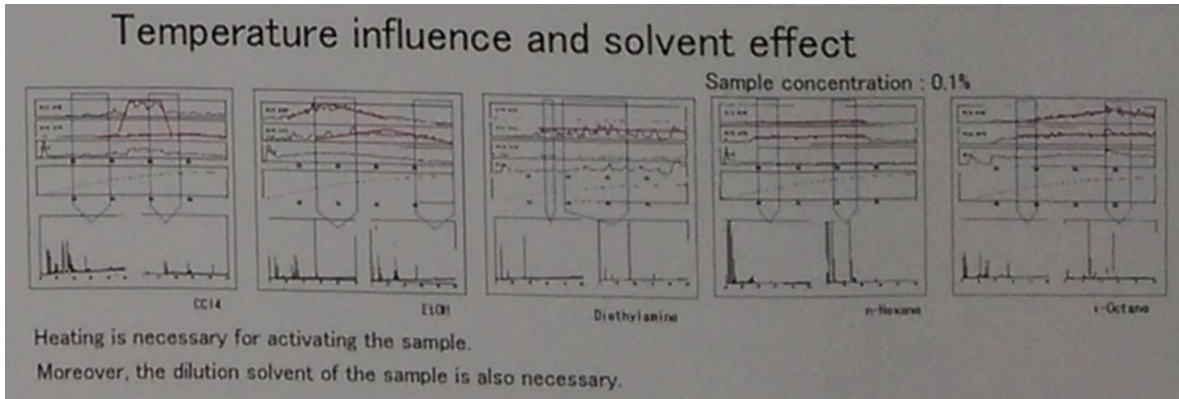 Temperature influence and solvent effect
Sample concentration : 0.1%
CCl4
EtOH
Diethylamine
n-Hexane
i-Octane
Heating is necessary for activating the sample.
Moreover, the dilution solvent of the sample is also necessary.